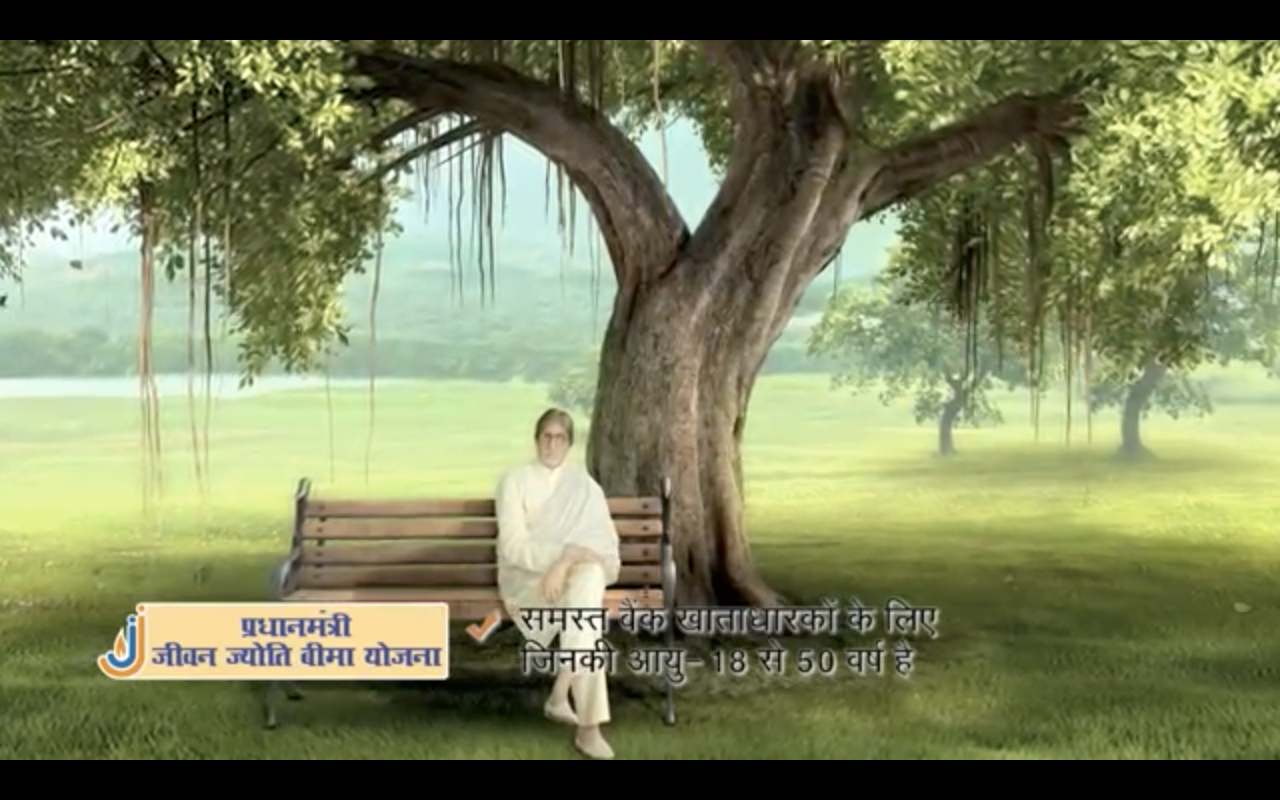 प्रधानमंत्री
जीवन ज्योति बीमा योजना
समस्त बैंक खाताधारकों के लिए
जिनकी आयु- 18 से 50 वर्ष है